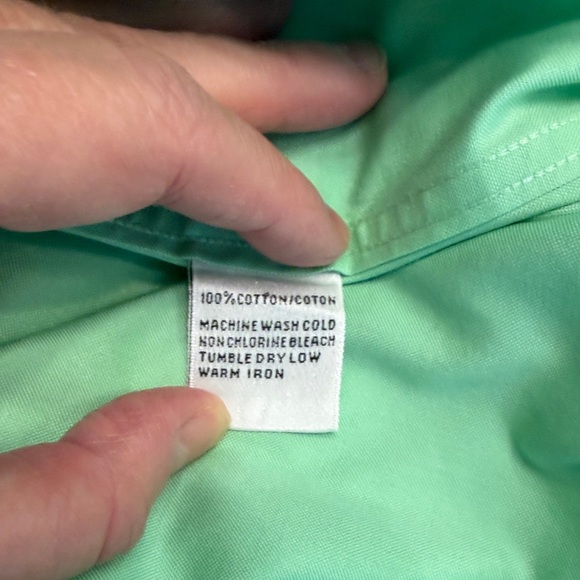 100%COTTON/COTON
MACHINE WASH COLD
NON CHLORINE BLEACH
TUMBLE DRY LOW
WARM IRON